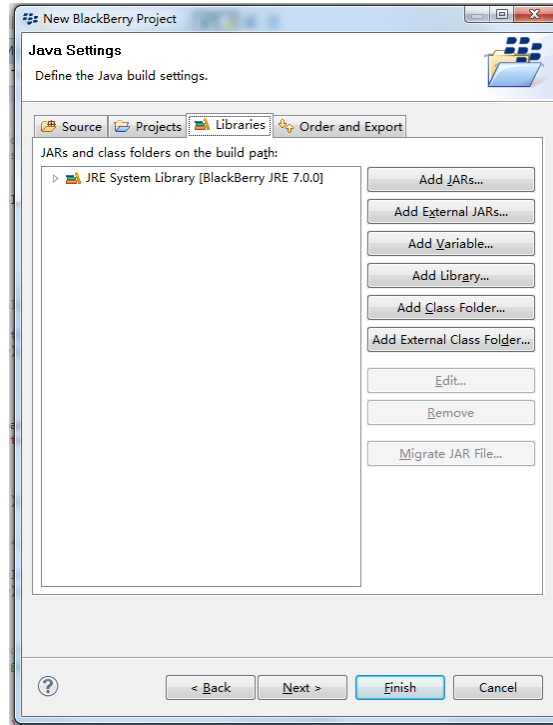 New BlackBerry Project
Java Settings
Define the Java build settings.
Source Projects Libraries Order and Export
JARs and class folders on the build path:
JRE System Library [BlackBerry JRE 7.0.0]
Add JARs...
Add External JARs...
Add Variable...
Add Library...
Add Class Folder...
Add External Class Folder...
Edit...
Remove
Migrate JAR File...
? < Back Next > Finish Cancel